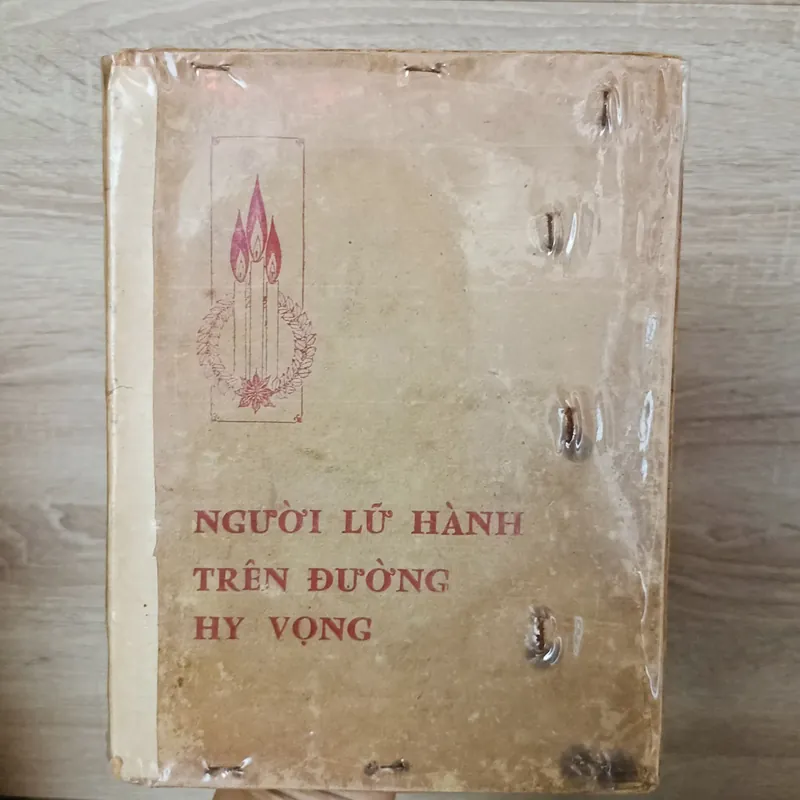 NGƯỜI LỮ HÀNH
TRÊN ĐƯỜNG
HY VỌNG